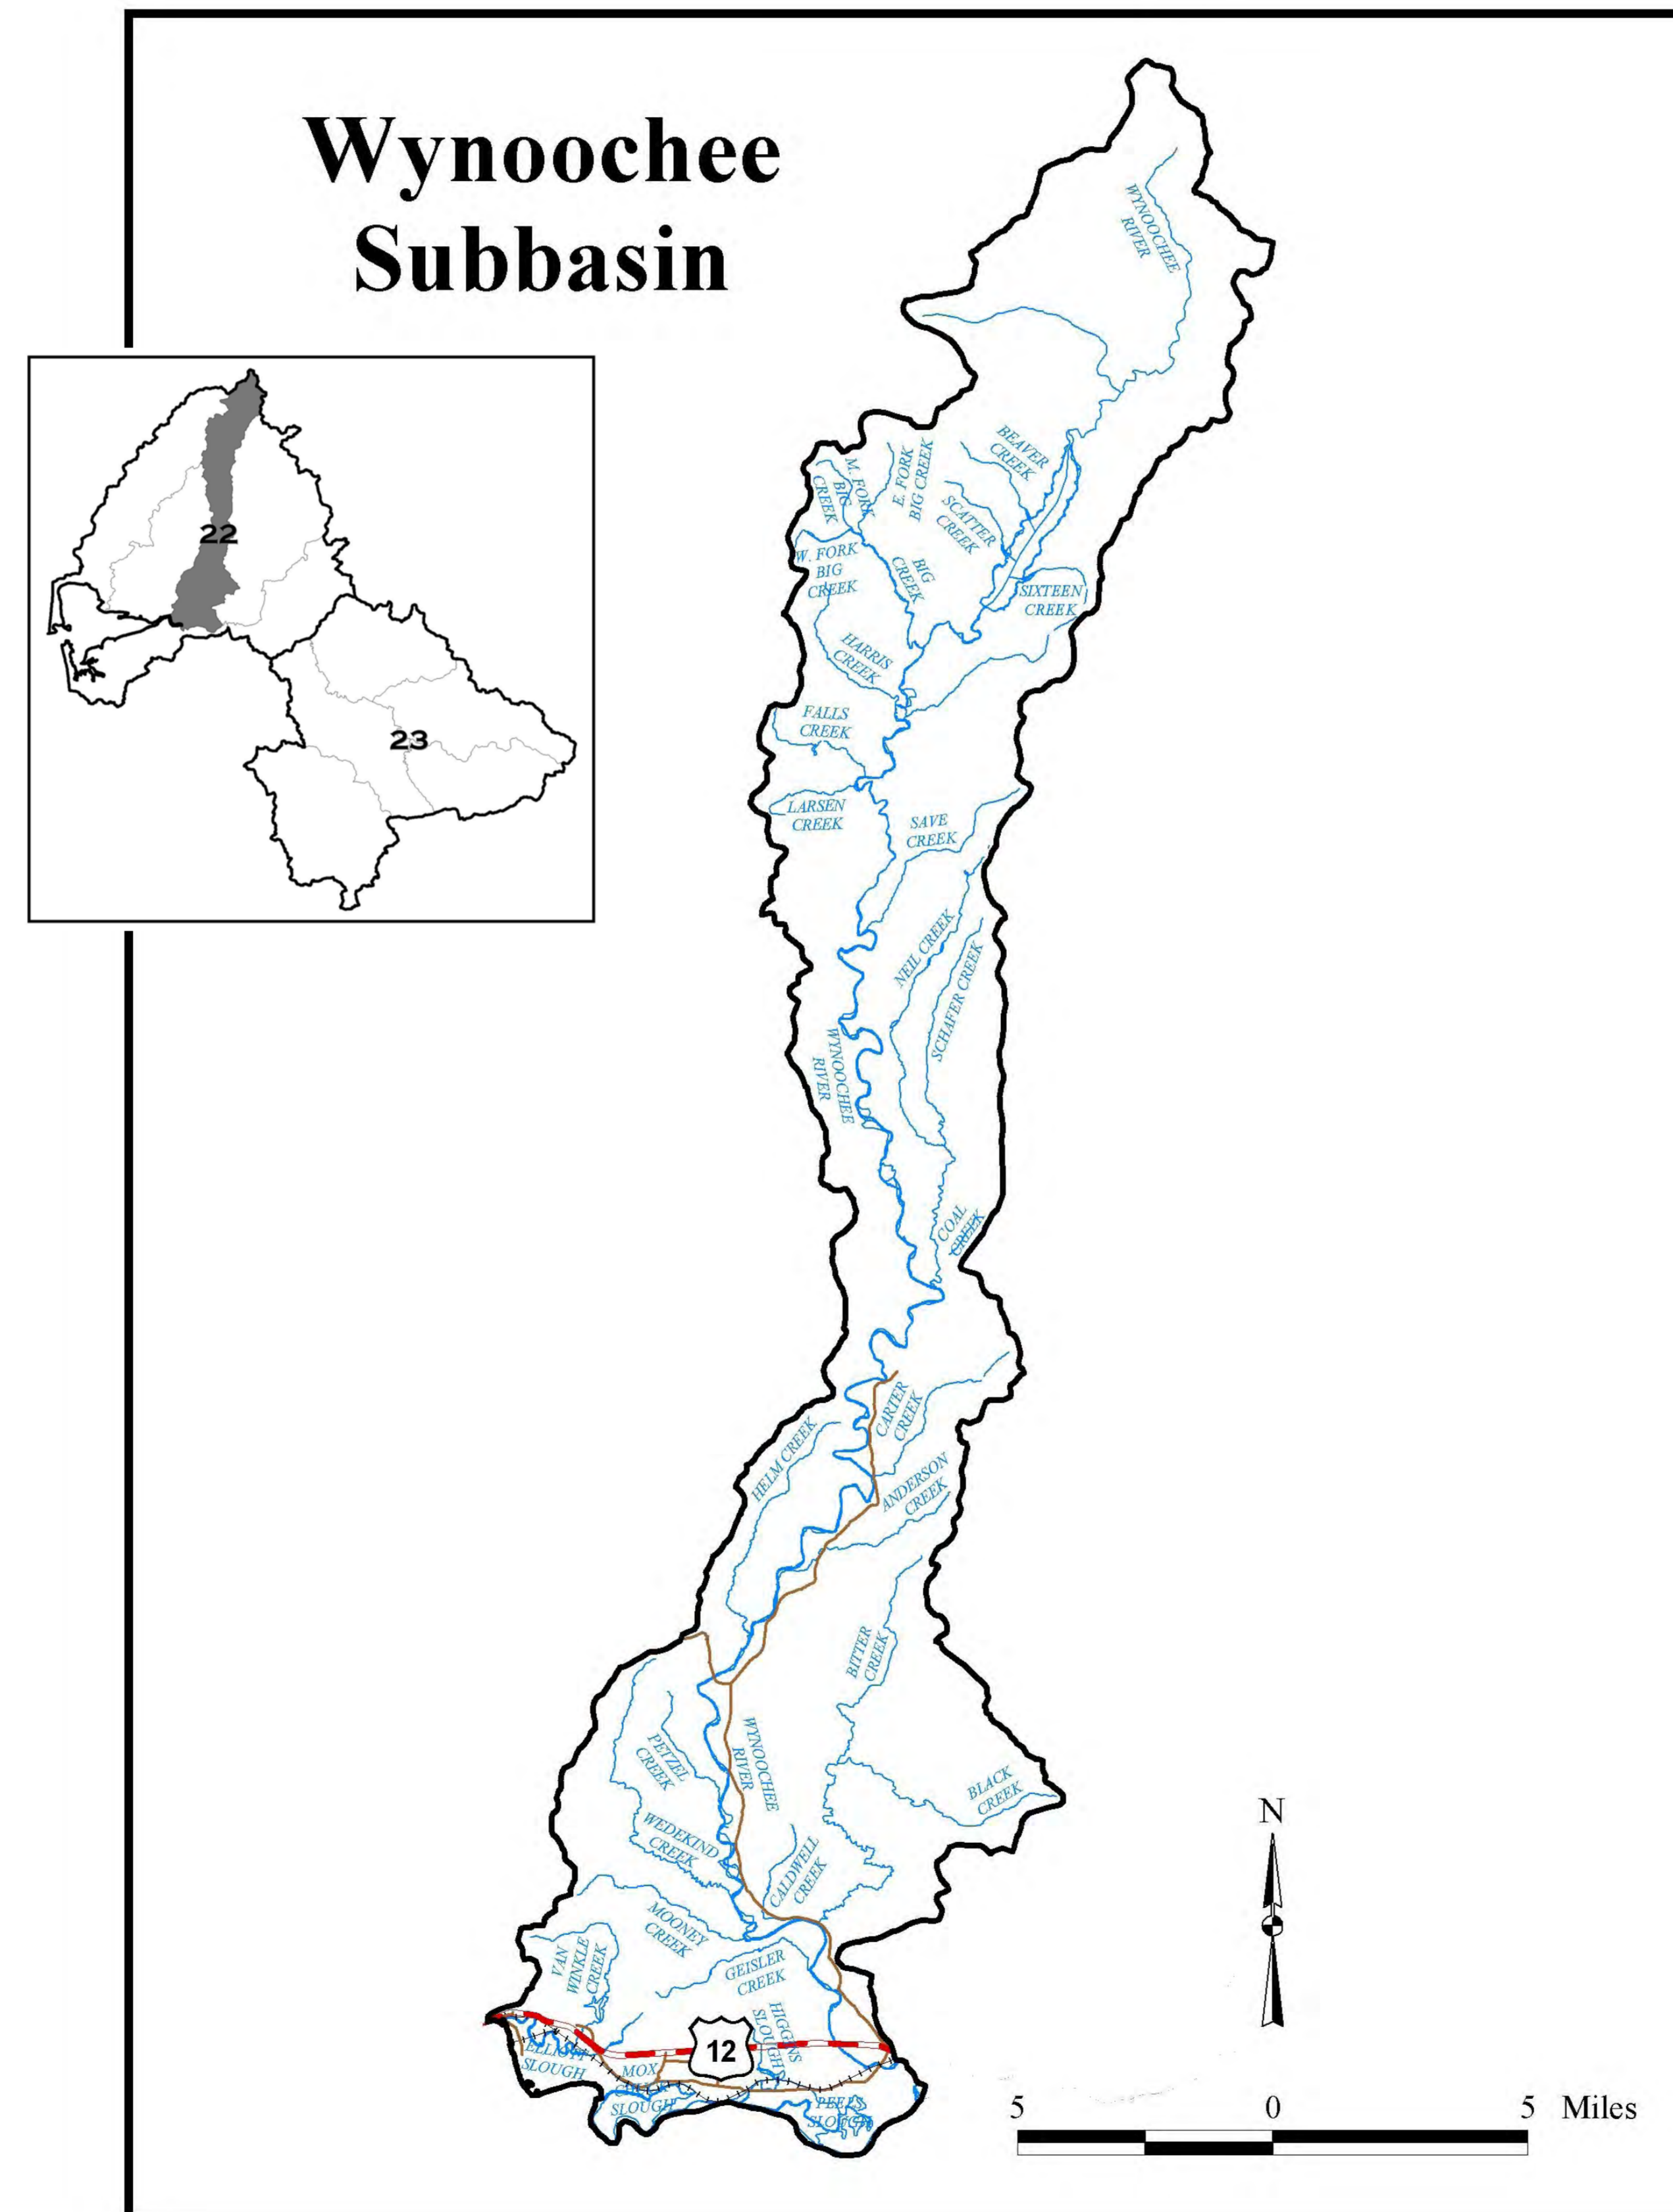 Wynoochee
Subbasin
22
23
WYNOOCHEE
RIVER
BEAVER
CREEK
E. FORK
BIG CREEK
M. FORK
BIG
CREEK
SCATTER
CREEK
W. FORK
BIG
CREEK
BIG
CREEK
SIXTEEN
CREEK
HARRIS
CREEK
FALLS
CREEK
LARSEN
CREEK
SAVE
CREEK
NEIL CREEK
SCHAFER CREEK
WYNOOCHEE
RIVER
COAL
CREEK
CARTER
CREEK
HELM CREEK
ANDERSON
CREEK
BITTER
CREEK
WYNOOCHEE
RIVER
PETZEL
CREEK
BLACK
CREEK
WEDEKIND
CREEK
CALDWELL
CREEK
MOONEY
CREEK
VAN
WINKLE
CREEK
GEISLER
CREEK
HIGGINS
SLOUGH
12
ELLIOTT
SLOUGH
MOX
SLOUGH
PEELS
SLOUGH
N
5 0 5 Miles